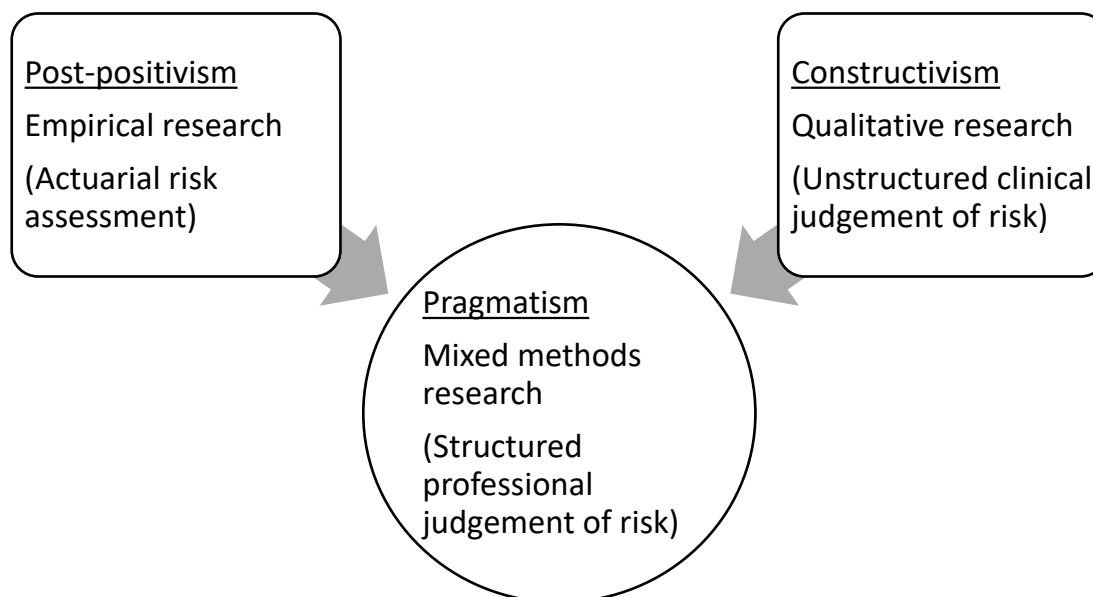 Post-positivism
Empirical research
(Actuarial risk
assessment)
Constructivism
Qualitative research
(Unstructured clinical
judgement of risk)
Pragmatism
Mixed methods
research
(Structured
professional
judgement of risk)